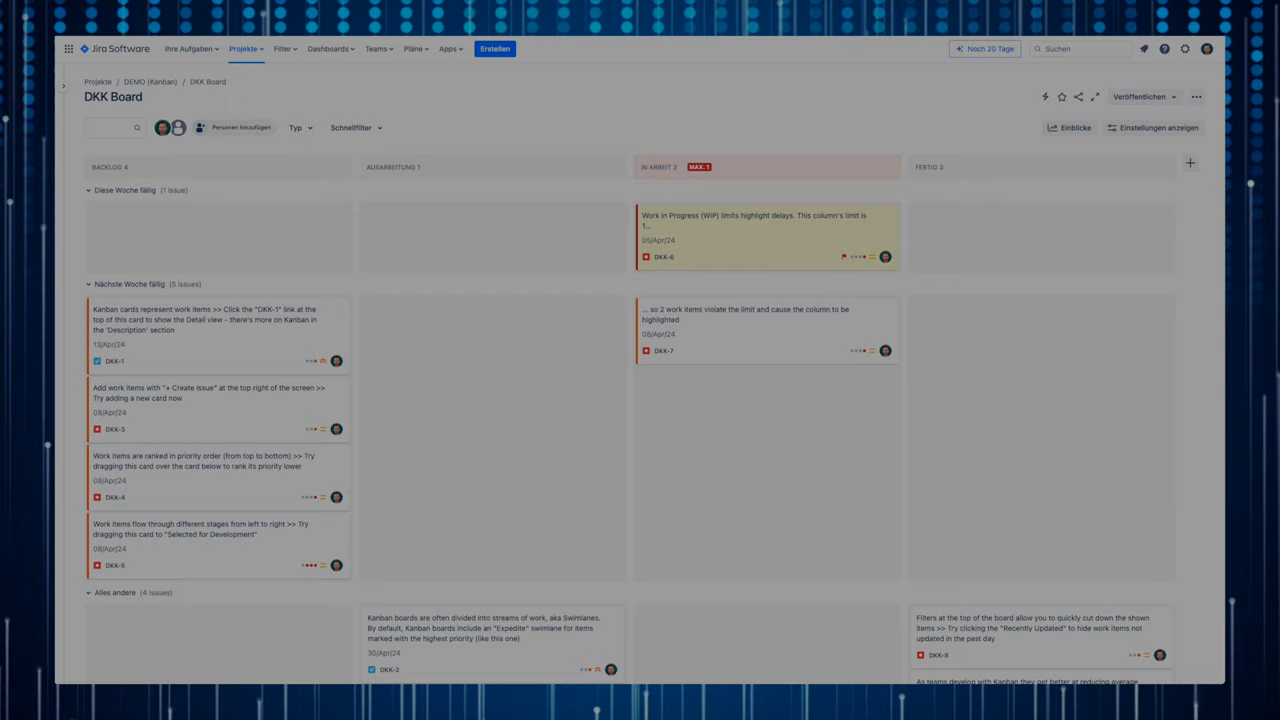 Jira Software
Ihre Aufgaben
Projekte
Filter
Dashboards
Teams
Pläne
Apps
Erstellen
Noch 20 Tage
Suchen
Projekte / DEMO (Kanban) / DKK Board
DKK Board
Veröffentlichen
Personen hinzufügen
Typ
Schnellfilter
Einblicke
Einstellungen anzeigen
BACKLOG 4
AUSARBEITUNG 1
IN ARBEIT 2 MAX. 1
FERTIG 3
Diese Woche fällig (1 issue)
Work In Progress (WIP) limits highlight delays. This column's limit is
1...
05/Apr/24
DKK-6
Nächste Woche fällig (5 issues)
Kanban cards represent work items >> Click the "DKK-1" link at the
top of this card to show the Detail view - there's more on Kanban in
the 'Description' section
13/Apr/24
DKK-1
Add work items with "+ Create Issue" at the top right of the screen >>
Try adding a new card now
08/Apr/24
DKK-3
Work items are ranked in priority order (from top to bottom) >> Try
dragging this card over the card below to rank its priority lower
08/Apr/24
DKK-4
Work items flow through different stages from left to right >> Try
dragging this card to "Selected for Development"
08/Apr/24
DKK-5
... so 2 work items violate the limit and cause the column to be
highlighted
08/Apr/24
DKK-7
Alles andere (4 issues)
Kanban boards are often divided into streams of work, aka Swimlanes.
By default, Kanban boards include an "Expedite" swimlane for items
marked with the highest priority (like this one)
30/Apr/24
DKK-2
Filters at the top of the board allow you to quickly cut down the shown
items >> Try clicking the "Recently Updated" to hide work items not
updated in the past day
DKK-8
As teams develop with Kanban they get better at reducing average